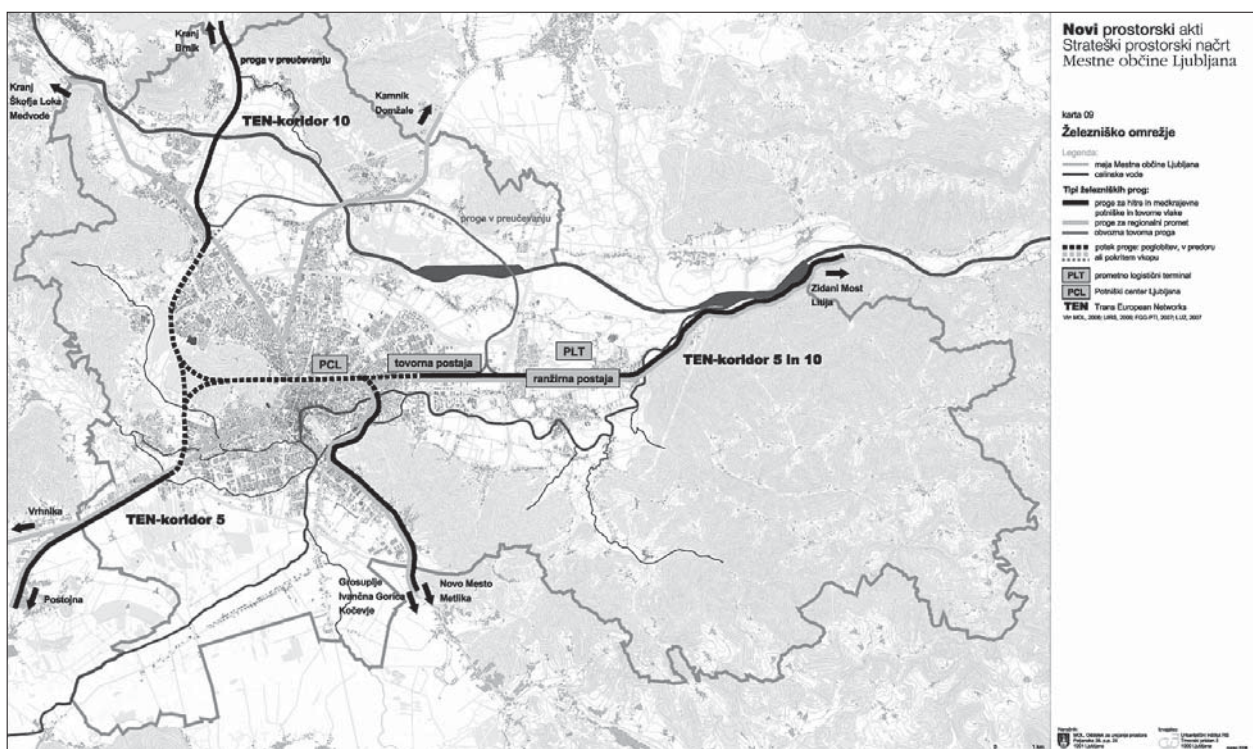 Kranj
Brnik
proga v preučevanju
Kranj
Škofja Loka
Medvode
TEN-koridor 10
Kamnik
Domžale
proga v preučevanju
Zidani Most
Litija
PCL
tovorna postaja
PLT
ranžirna postaja
TEN-koridor 5 in 10
Vrhnika
TEN-koridor 5
Postojna
Grosuplje
Ivančna Gorica
Kočevje
Novo Mesto
Metlika
Novi prostorski akti
Strateški prostorski načrt
Mestne občine Ljubljana
karta 09
Železniško omrežje
Legenda:
meja Mestne občine Ljubljana
celinske vode
Tipi železniških prog:
proge za hitre in medkrajevne
potniške in tovorne vlake
proge za regionalni promet
obvozna tovorna proga
potek proge: poglobitev, v predoru
ali pokritem vkopu
PLT prometno logistični terminal
PCL Potniški center Ljubljana
TEN Trans European Networks